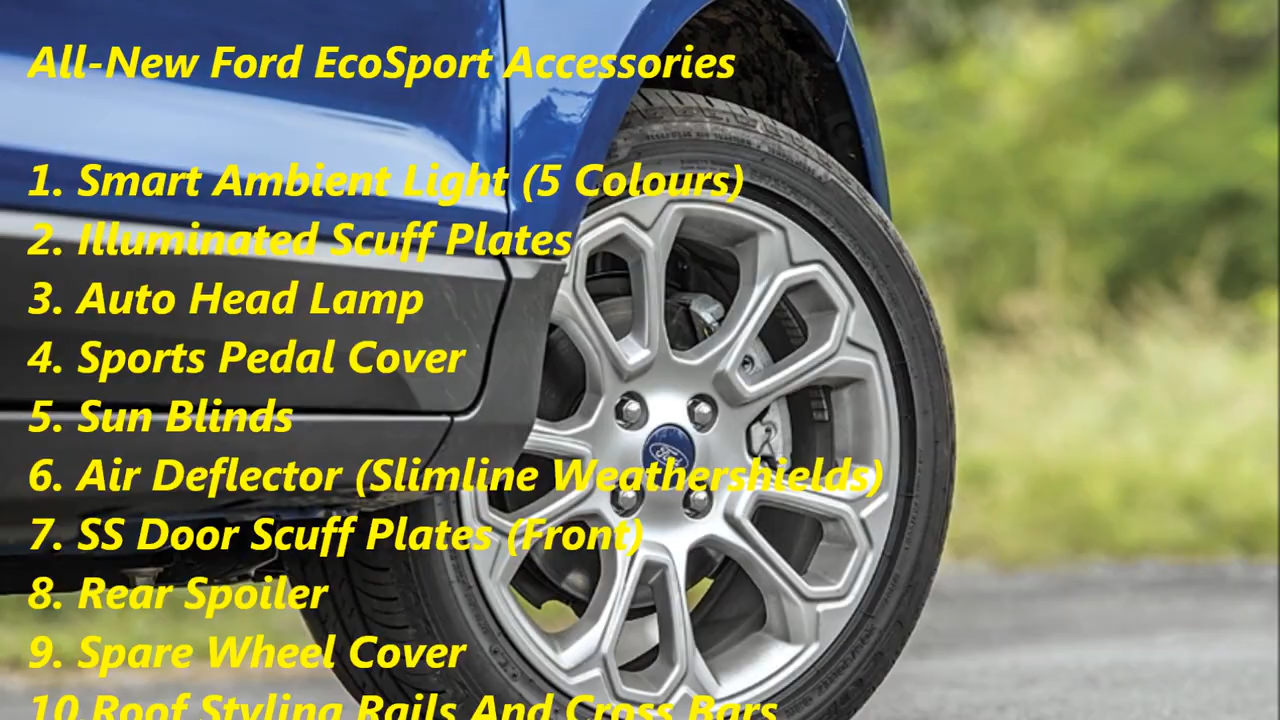 All-New Ford EcoSport Accessories
1. Smart Ambient Light (5 Colours)
2. Illuminated Scuff Plates
3. Auto Head Lamp
4. Sports Pedal Cover
5. Sun Blinds
6. Air Deflector (Slimline Weathershields)
Ford
7. SS Door Scuff Plates (Front)
8. Rear Spoiler
9. Spare Wheel Cover
10.Roof Styling Rails And Cross Bars